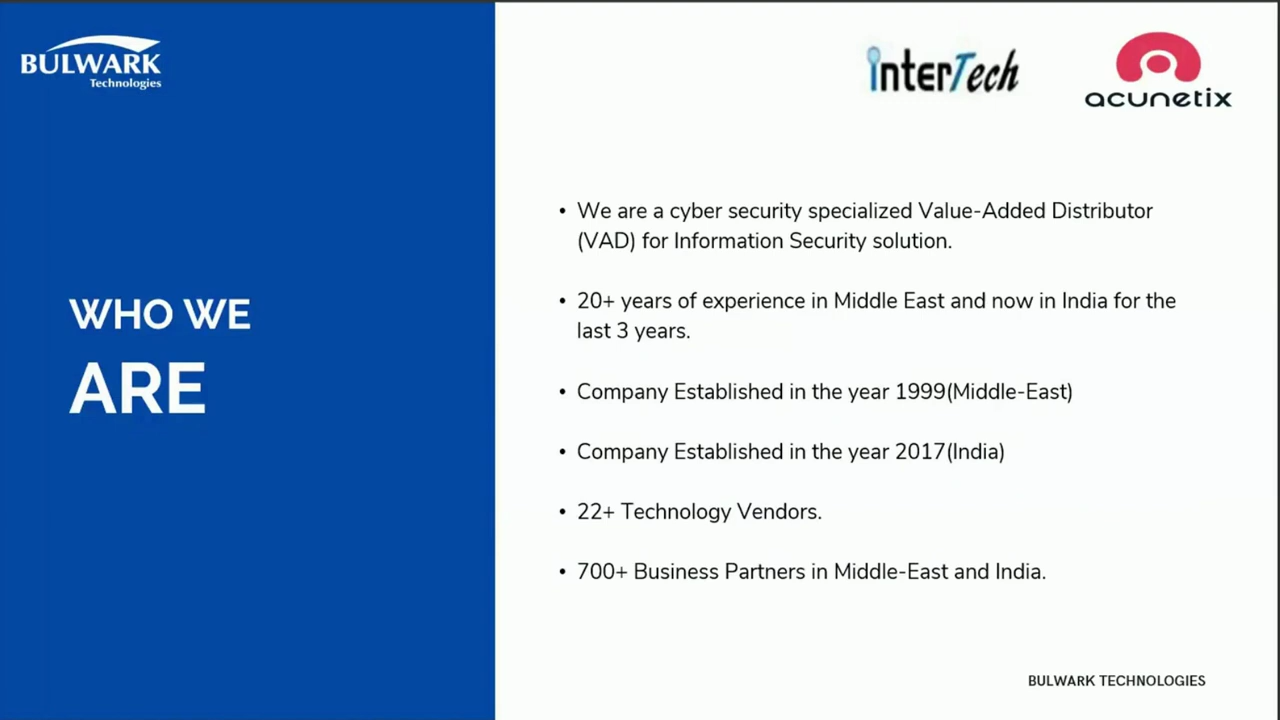 BULWARK
Technologies
interTech
acunetix
WHO WE
ARE
• We are a cyber security specialized Value-Added Distributor
(VAD) for Information Security solution.
• 20+ years of experience in Middle East and now in India for the
last 3 years.
• Company Established in the year 1999(Middle-East)
• Company Established in the year 2017(India)
• 22+ Technology Vendors.
• 700+ Business Partners in Middle-East and India.
BULWARK TECHNOLOGIES